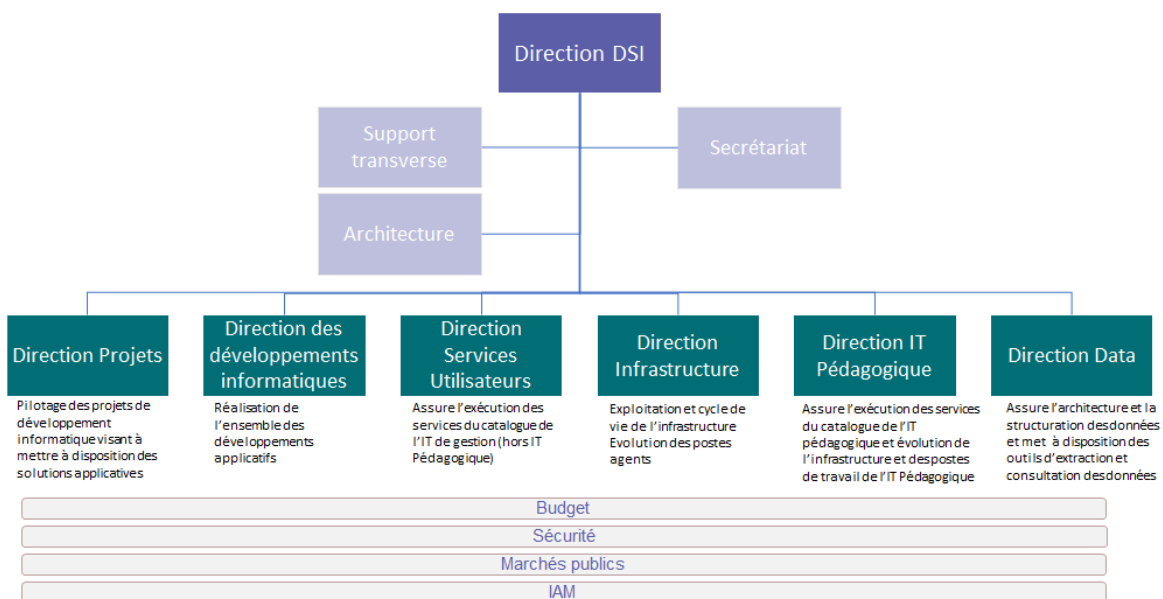 Direction DSI
Support
transverse
Secrétariat
Architecture
Direction Projets
Direction des
développements
informatiques
Direction
Services
Utilisateurs
Direction
Infrastructure
Direction IT
Pédagogique
Direction Data
Pilotage des projets de
développement
informatique visant à
mettre à disposition des
solutions applicatives
Réalisation de
l'ensemble des
développements
applicatifs
Assure l'exécution des
services du catalogue de
l'IT de gestion (hors IT
Pédagogique)
Exploitation et cycle de
vie de l'infrastructure
Evolution des postes
agents
Assure l'exécution des services
du catalogue de l'IT
pédagogique et évolution de
l'infrastructure et des postes
de travail de l'IT Pédagogique
Assure l'architecture et la
structuration des données
et met à disposition des
outils d'extraction et
consultation des données
Budget
Sécurité
Marchés publics
IAM